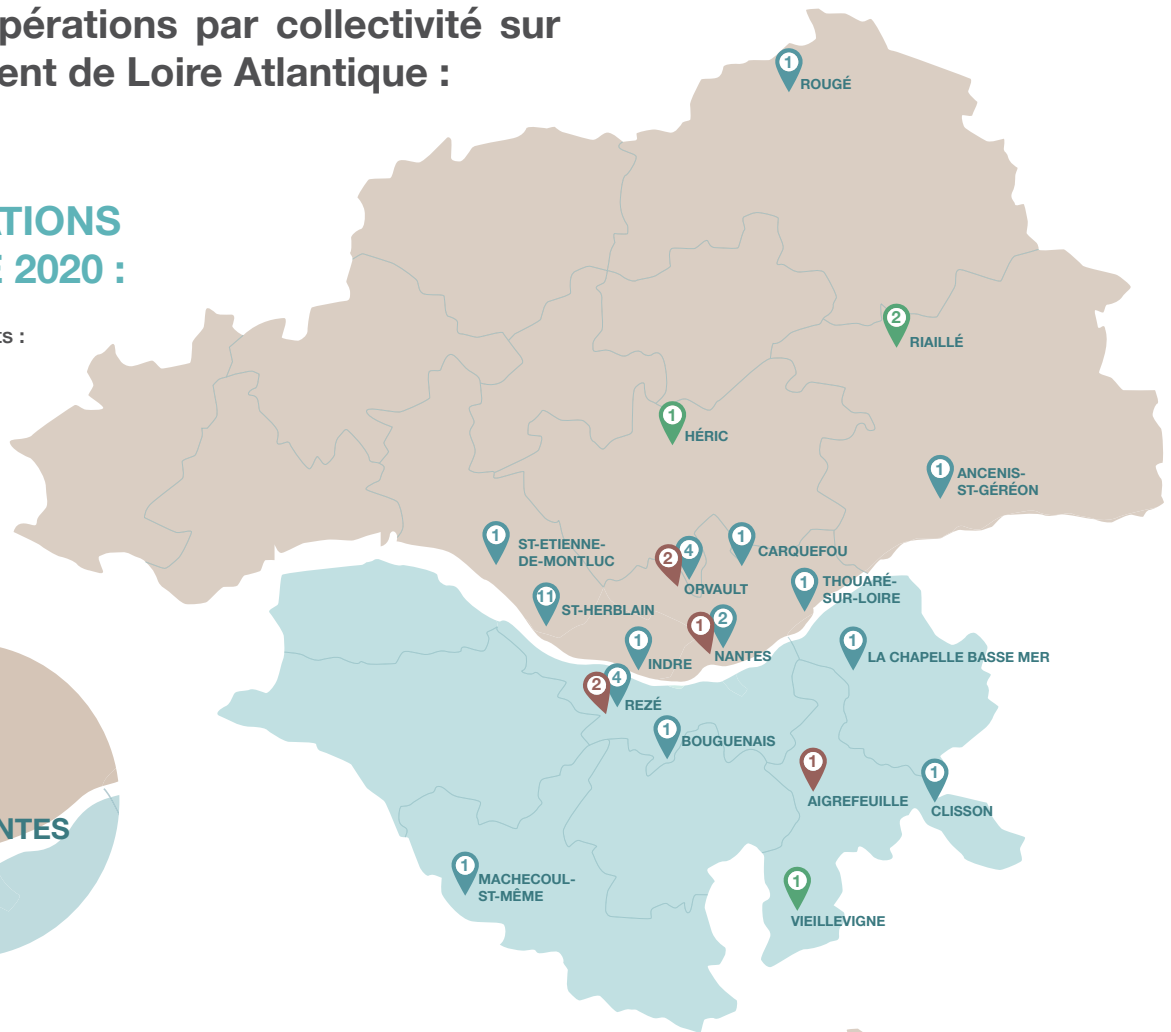 pérations par collectivité sur
ent de Loire Atlantique :
ATIONS
E 2020 :
ts :
1
ROUGÉ
2
RIAILLÉ
1
HÉRIC
1
ANCENIS-
ST-GÉRÉON
1
ST-ETIENNE-
DE-MONTLUC
2
4
ORVAULT
1
CARQUEFOU
1
THOUARÉ-
SUR-LOIRE
11
ST-HERBLAIN
1
INDRE
1
2
NANTES
1
LA CHAPELLE BASSE MER
2
4
REZÉ
1
BOUGUENAIS
1
AIGREFEUILLE
1
CLISSON
NTES
1
MACHECOUL-
ST-MÊME
1
VIEILLEVIGNE